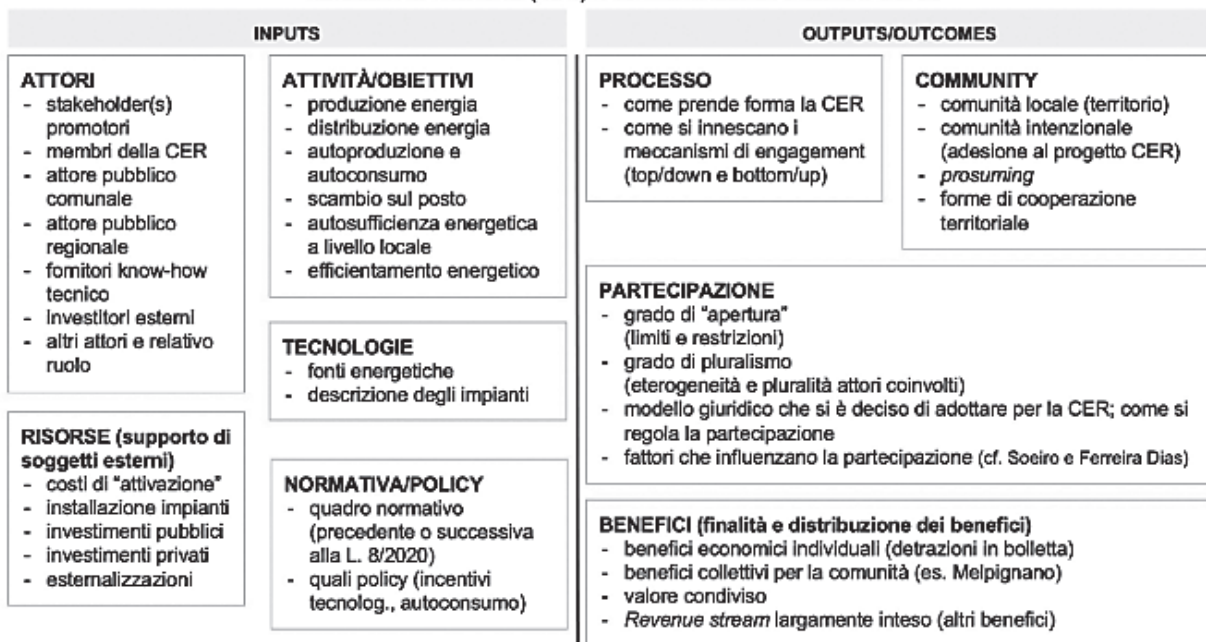 INPUTS
ATTORI
- stakeholder(s)
promotori
- membri della CER
- attore pubblico
comunale
- attore pubblico
regionale
- fornitori know-how
tecnico
- investitori esterni
- altri attori e relativo
ruolo
RISORSE (supporto di
soggetti esterni)
- costi di "attivazione"
- installazione impianti
- investimenti pubblici
- investimenti privati
- esternalizzazioni
ATTIVITÀ/OBIETTIVI
- produzione energia
- distribuzione energia
- autoproduzione e
autoconsumo
- scambio sul posto
- autosufficienza energetica
a livello locale
- efficientamento energetico
TECNOLOGIE
- fonti energetiche
- descrizione degli impianti
NORMATIVA/POLICY
- quadro normativo
(precedente o successiva
alla L. 8/2020)
- quali policy (incentivi
tecnolog., autoconsumo)
OUTPUTS/OUTCOMES
PROCESSO
- come prende forma la CER
- come si innescano i
meccanismi di engagement
(top/down e bottom/up)
COMMUNITY
- comunità locale (territorio)
- comunità intenzionale
(adesione al progetto CER)
- prosuming
- forme di cooperazione
territoriale
PARTECIPAZIONE
- grado di "apertura"
(limiti e restrizioni)
- grado di pluralismo
(eterogeneità e pluralità attori coinvolti)
- modello giuridico che si è deciso di adottare per la CER; come si
regola la partecipazione
- fattori che influenzano la partecipazione (cf. Soeiro e Ferreira Dias)
BENEFICI (finalità e distribuzione dei benefici)
- benefici economici individuali (detrazioni in bolletta)
- benefici collettivi per la comunità (es. Melpignano)
- valore condiviso
- Revenue stream largamente inteso (altri benefici)